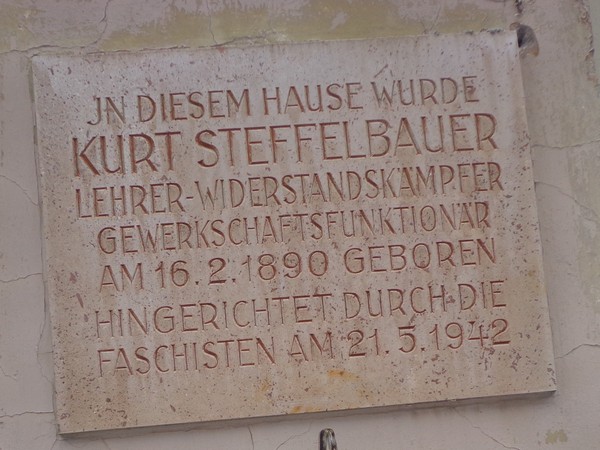 JN DIESEM HAUSE WURDE
KURT STEFFELBAUER
LEHRER-WIDERSTANDSKÄMPFER
GEWERKSCHAFTSFUNKTIONÄR
AM 16.2.1890 GEBOREN
HINGERICHTET DURCH DIE
FASCHISTEN AM 21.5.1942